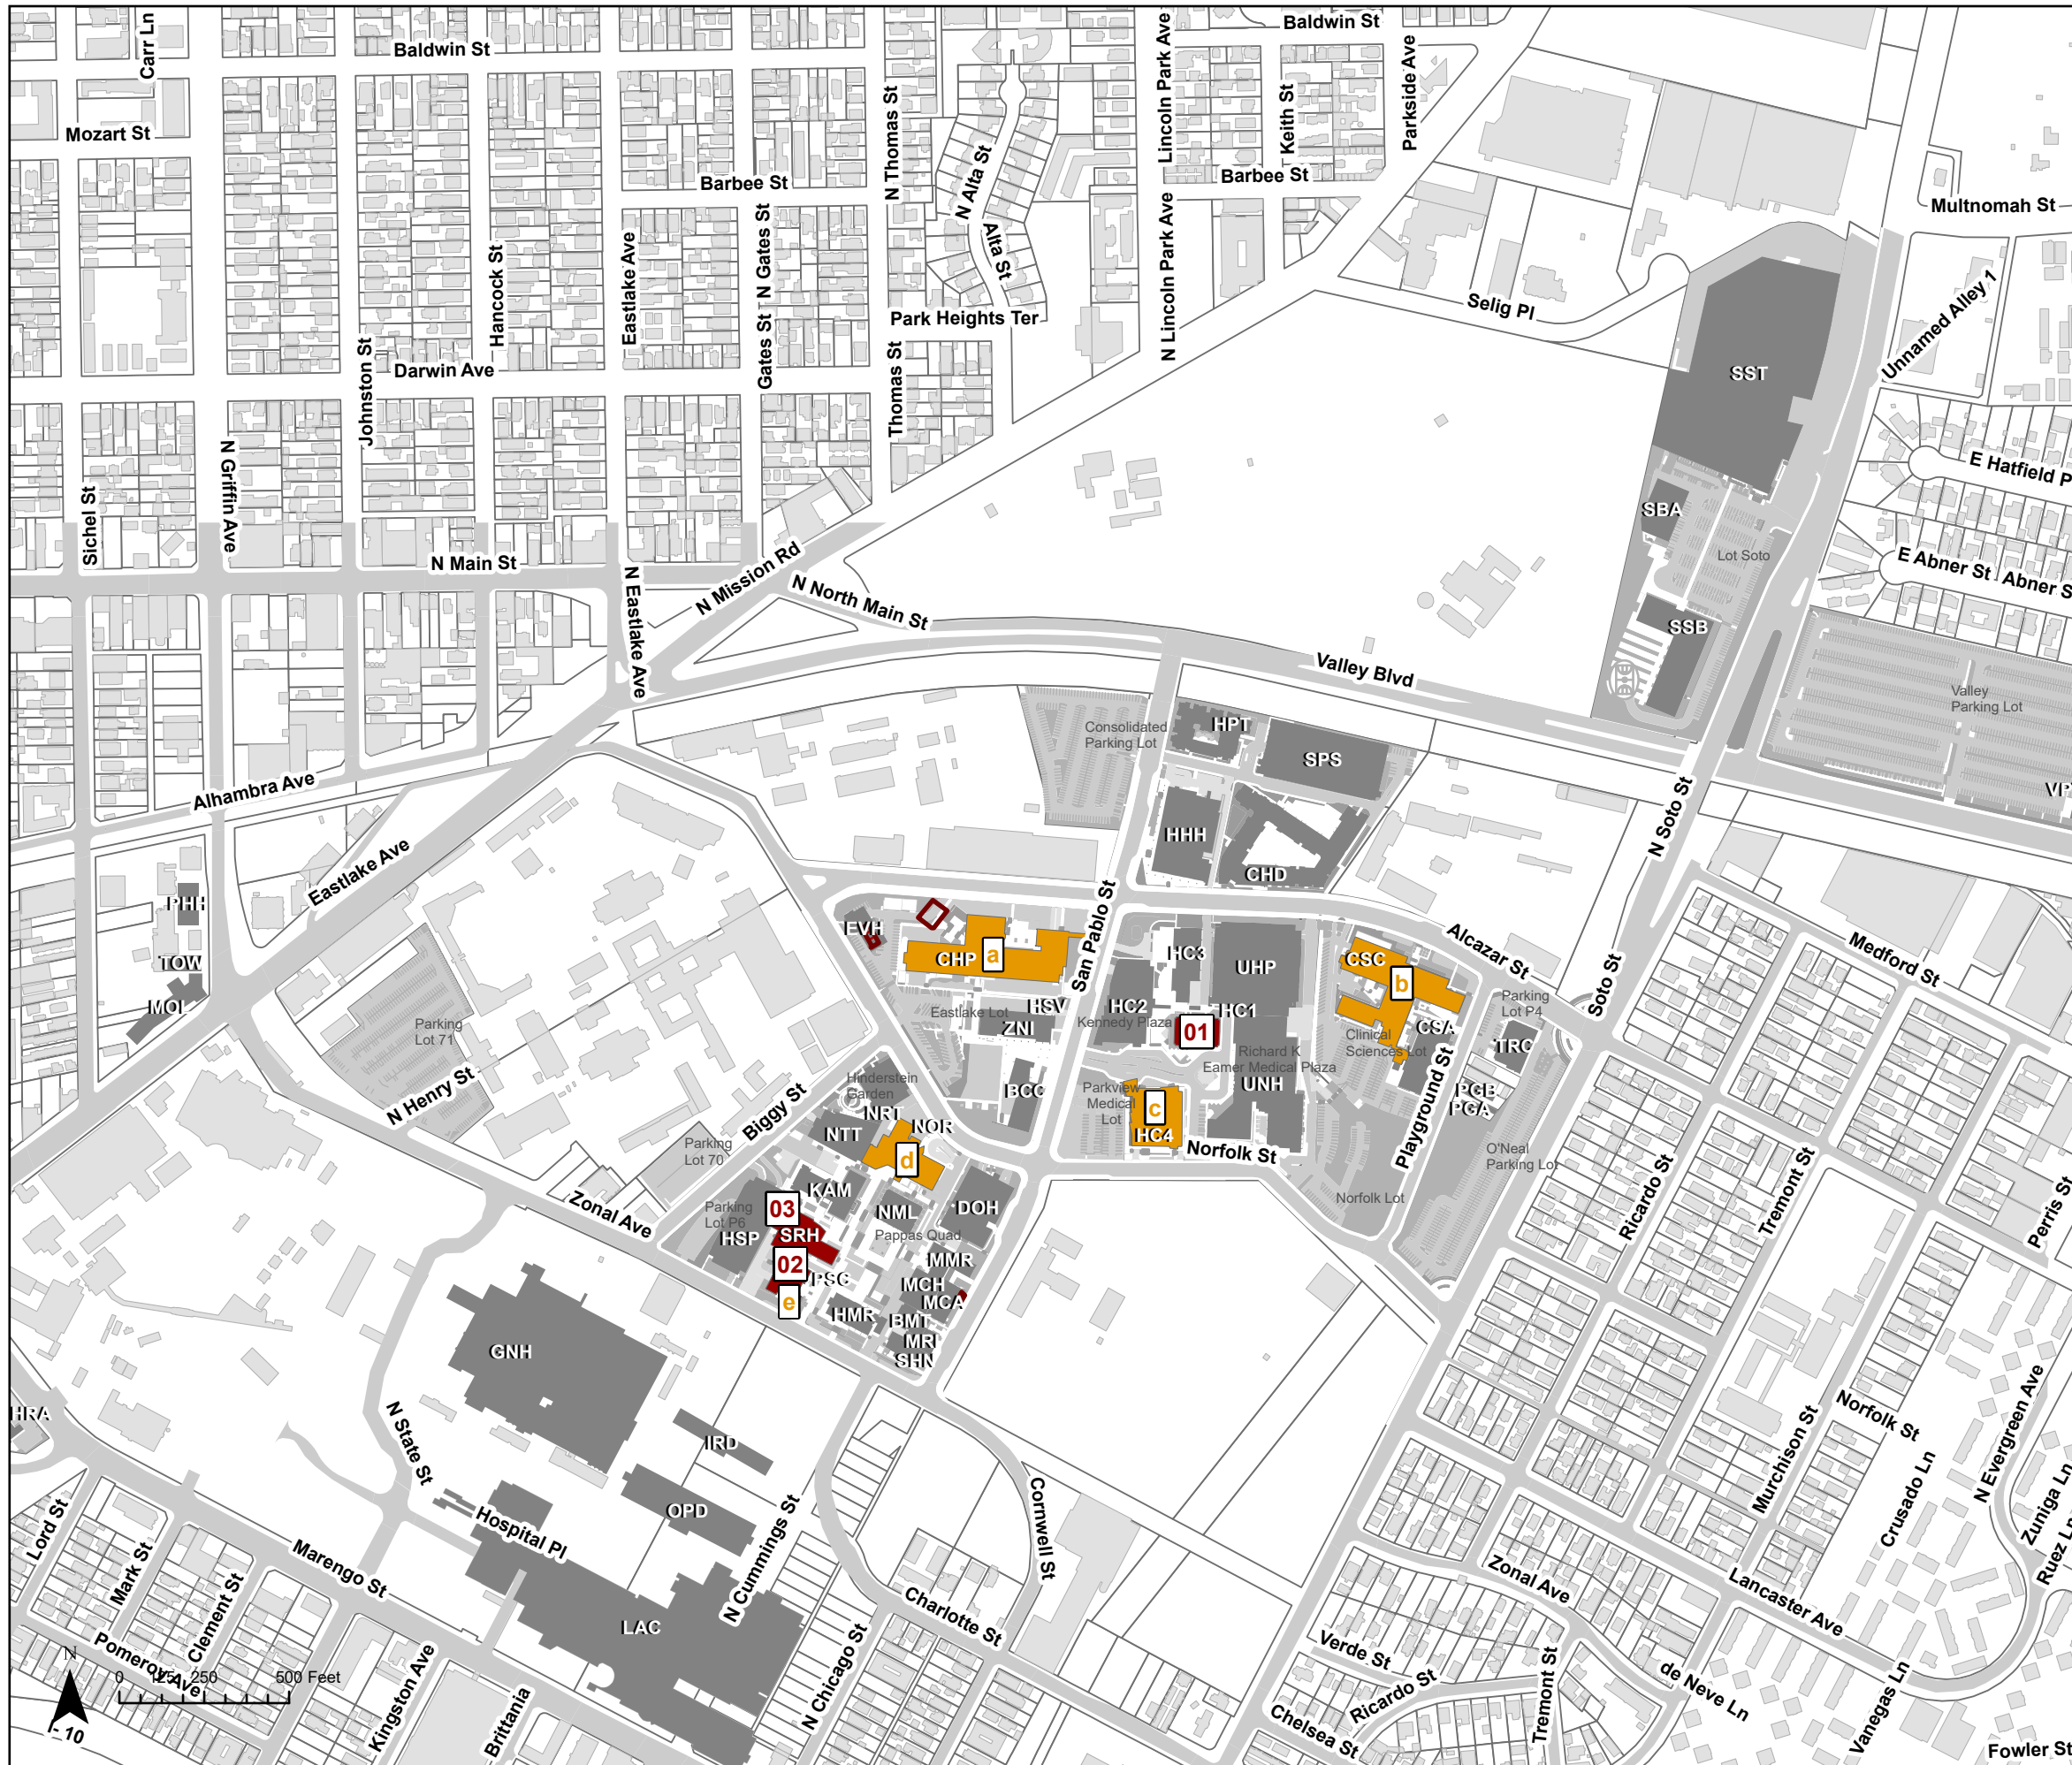 Carr Ln
Baldwin St
Lincoln Park Ave
Baldwin St
Parkside Ave
Mozart St
N Thomas St
Keith St
Barbee St
N Alta St
Barbee St
Multnomah St
Hancock St
Eastlake Ave
N Gates St
Alta St
N Lincoln Park Ave
Selig Pl
Unnamed Alley 1
Park Heights Ter
Johnston St
Darwin Ave
Gates St
Thomas St
SST
N Griffin Ave
Sichel St
E Hatfield P
SBA
Lot Soto
N Main St
N Eastlake Ave
N Mission Rd
N North Main St
E Abner St
Abner S
SSB
Valley Blvd
Valley
Parking Lot
Consolidated
Parking Lot
HPT
SPS
Alhambra Ave
N Soto St
VP
HHH
CHD
Eastlake Ave
PHH
EVH
CHP
a
San Pablo St
HC3
UHP
CSC
b
Alcazar St
Medford St
TOW
MOL
Parking
Lot 71
Eastlake Lot
HSV
ZNI
HC2
Kennedy Plaza
HC1
01
Richard K
Eamer Medical Plaza
UNH
Clinical
Sciences Lot
CSA
Parking
Lot P4
TRC
Soto St
N Henry St
Biggy St
Hinderstein
Garden
NRT
NTT
NOR
d
BCC
Parkview
Medical
Lot
c
HC4
Norfolk St
Playground St
PGB
PGA
O'Neal
Parking Lot
Norfolk Lot
Parking
Lot 70
Zonal Ave
Parking
Lot P6
HSP
KAM
03
SRH
02
e
PSC
NML
Pappas Quad
DOH
MMR
MCH
MCA
HMR
BMT
MRI
SHN
Ricardo St
Tremont St
Perris St
GNH
HRA
N State St
IRD
OPD
Hospital Pl
LAC
N Cummings St
Cornwell St
Norfolk St
Murchison St
Crusado Ln
N Evergreen Ave
Zuniga Ln
Ruez Ln
Lord St
Mark St
Clement St
Marengo St
Pomeroy Ave
Kingston Ave
Brittania
N Chicago St
Charlotte St
Zonal Ave
Lancaster Ave
Verde St
Ricardo St
Chelsea St
Tremont St
de Neve Ln
Vanegas Ln
Fowler St
N
0 125 250 500 Feet
I-10